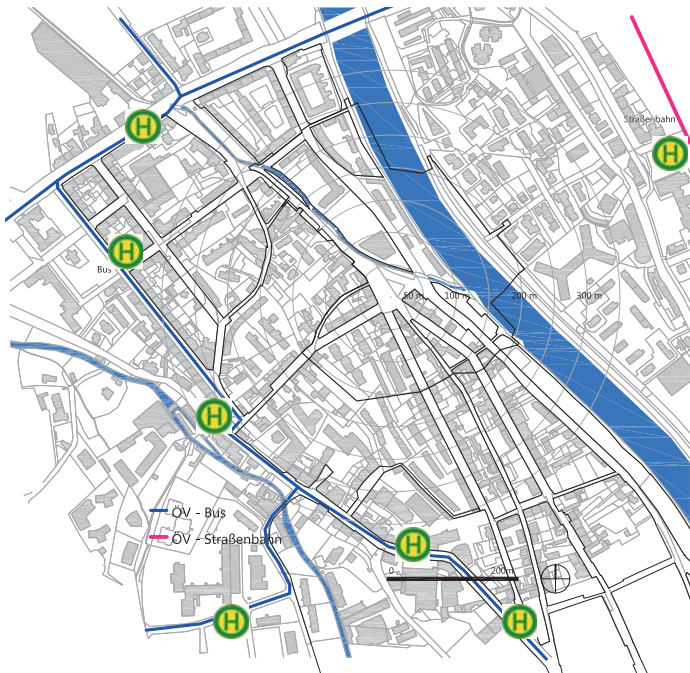 H
Straßenbahn
H
H
Bus
50 m 100 m 200 m 300 m
H
ÖV - Bus
ÖV - Straßenbahn
H
0 200m
H
H